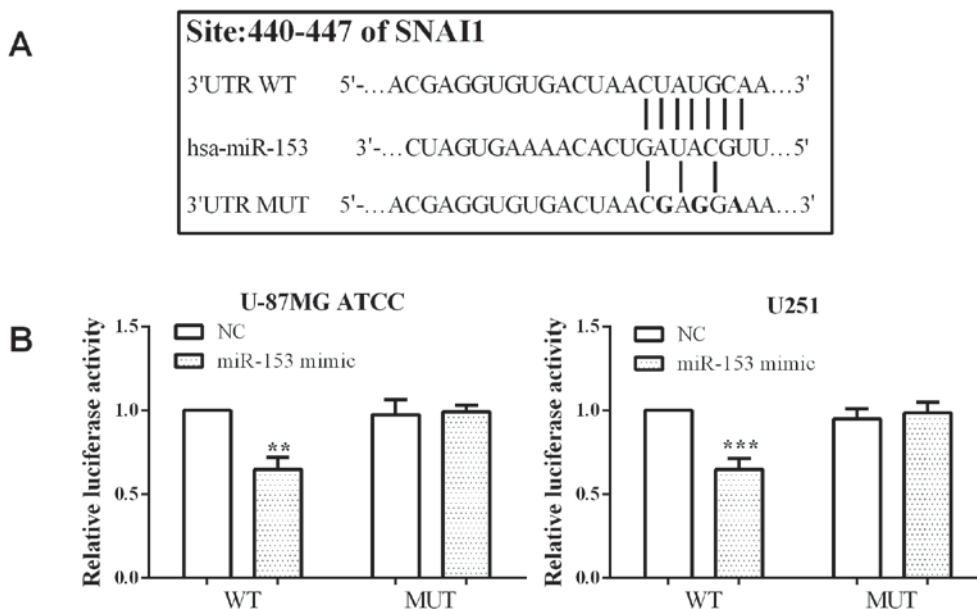 A
Site:440-447 of SNAI1
3'UTR WT 5'-...ACGAGGUGUGACUAACUAUGCAA...3'
hsa-miR-153 3'-...CUAGUGAAAACACUGAUACGUU...5'
3'UTR MUT 5'-...ACGAGGUGUGACUAACGAGGAAA...3'
B
U-87MG ATCC
Relative luciferase activity
1.5
1.0
0.5
0.0
NC
miR-153 mimic
**
WT MUT
U251
Relative luciferase activity
1.5
1.0
0.5
0.0
NC
miR-153 mimic
***
WT MUT